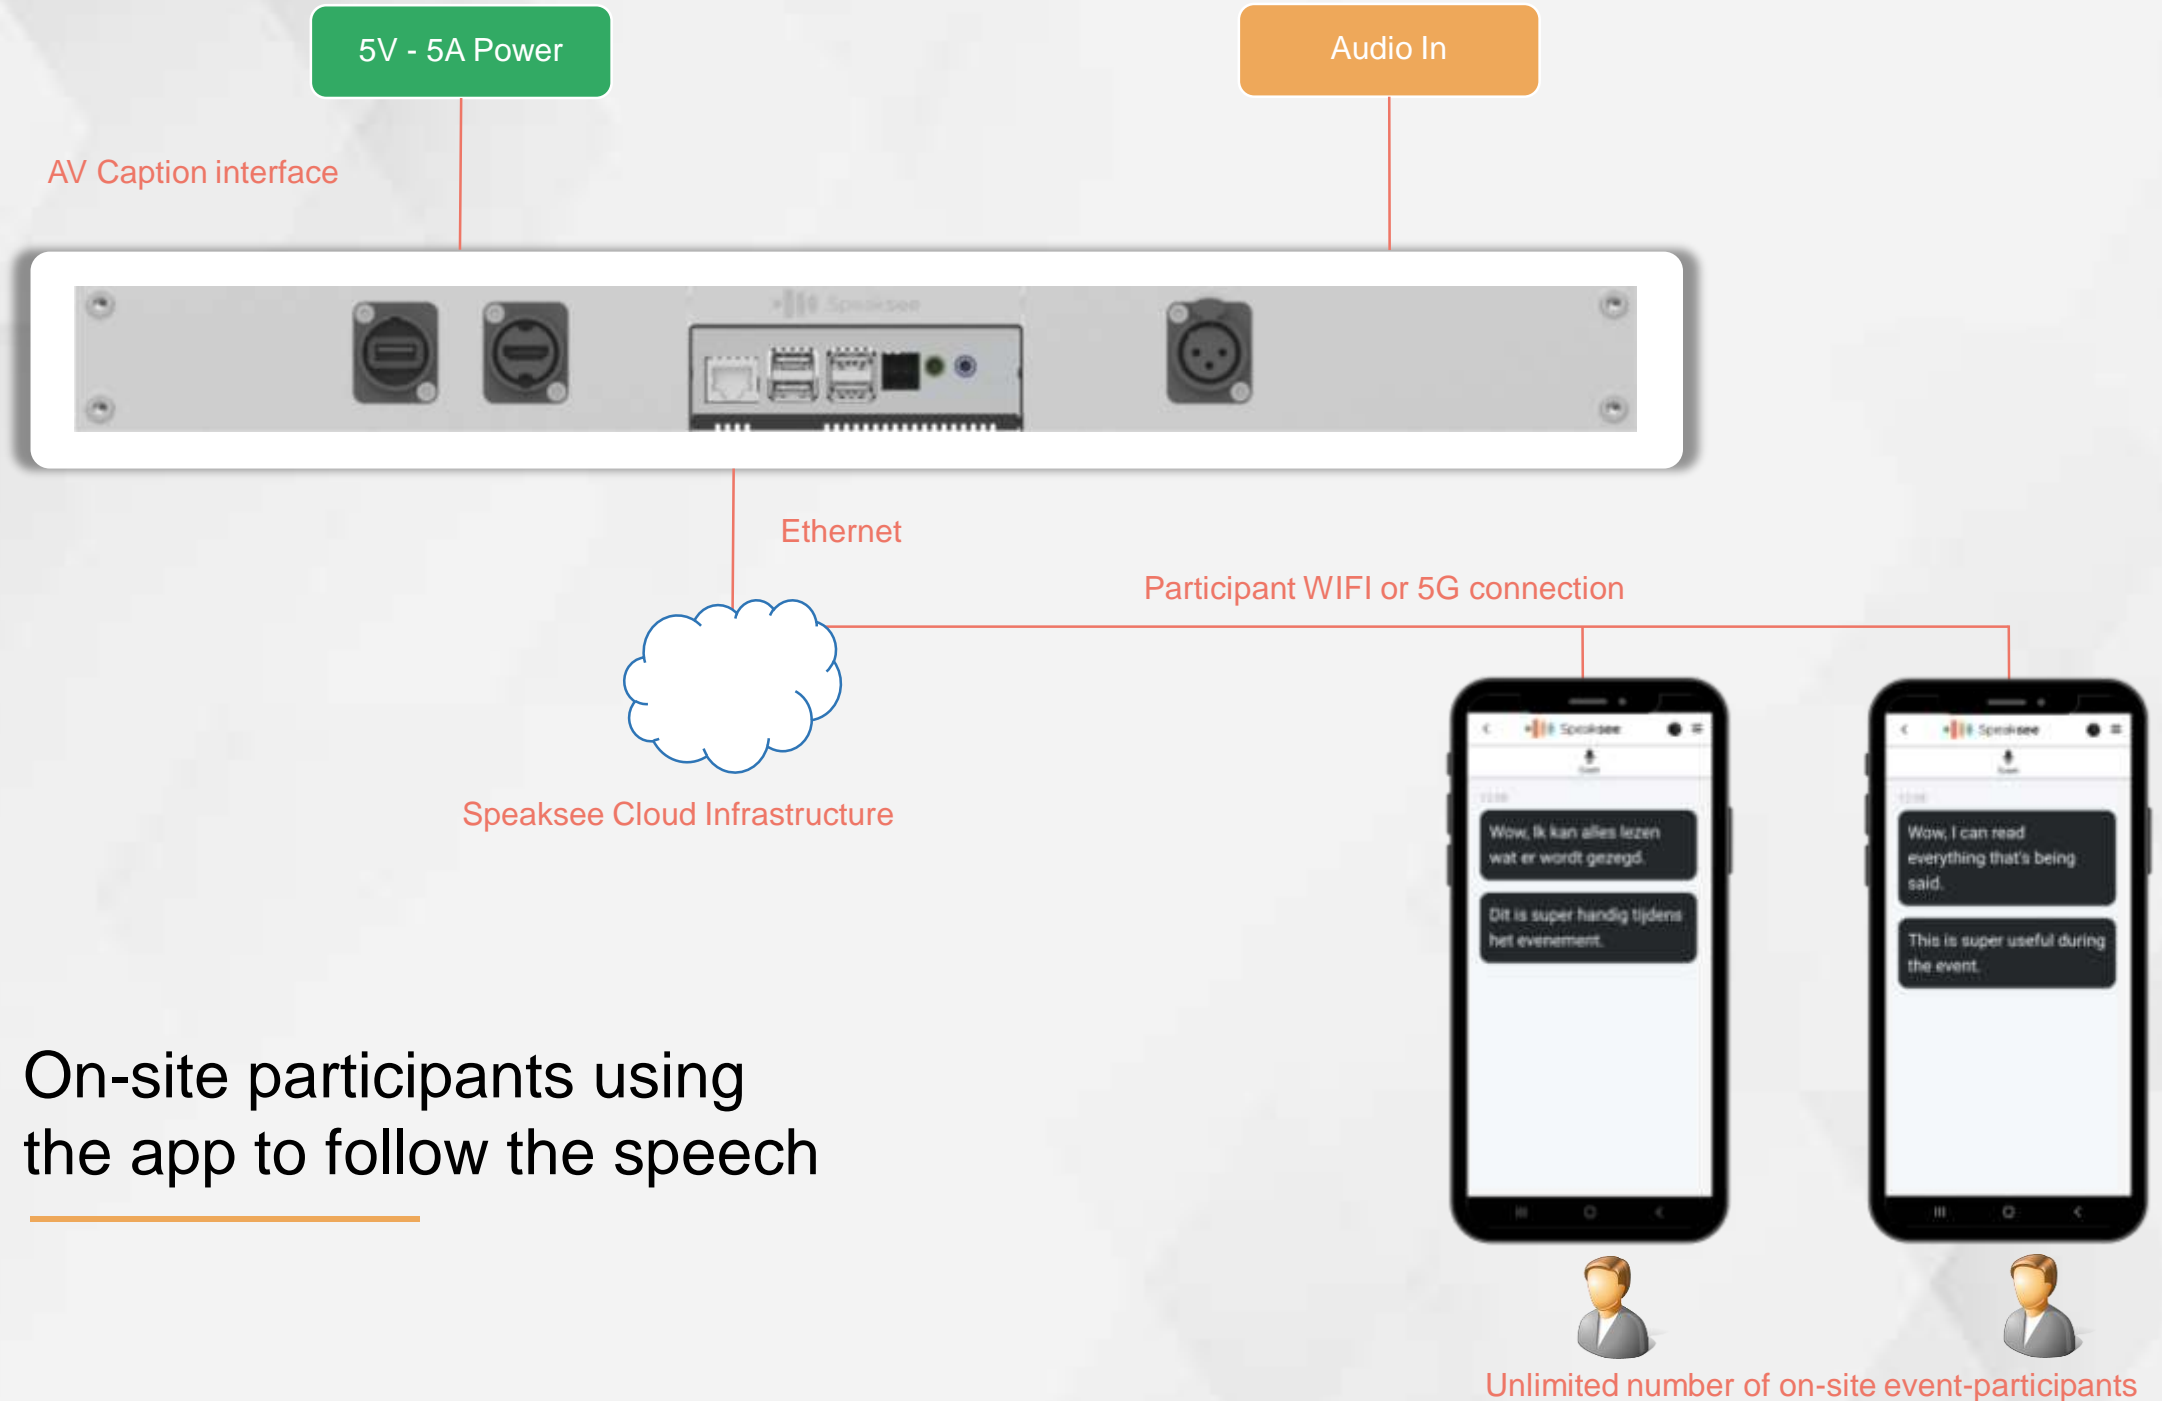 5V - 5A Power
Audio In
AV Caption interface
Speaksee
Ethernet
Participant WIFI or 5G connection
Speaksee Cloud Infrastructure
Speaksee
Wow, Ik kan alles lezen
wat er wordt gezegd.
Dit is super handig tijdens
het evenement.
Speaksee
Wow, I can read
everything that's being
said.
This is super useful during
the event.
On-site participants using
the app to follow the speech
Unlimited number of on-site event-participants